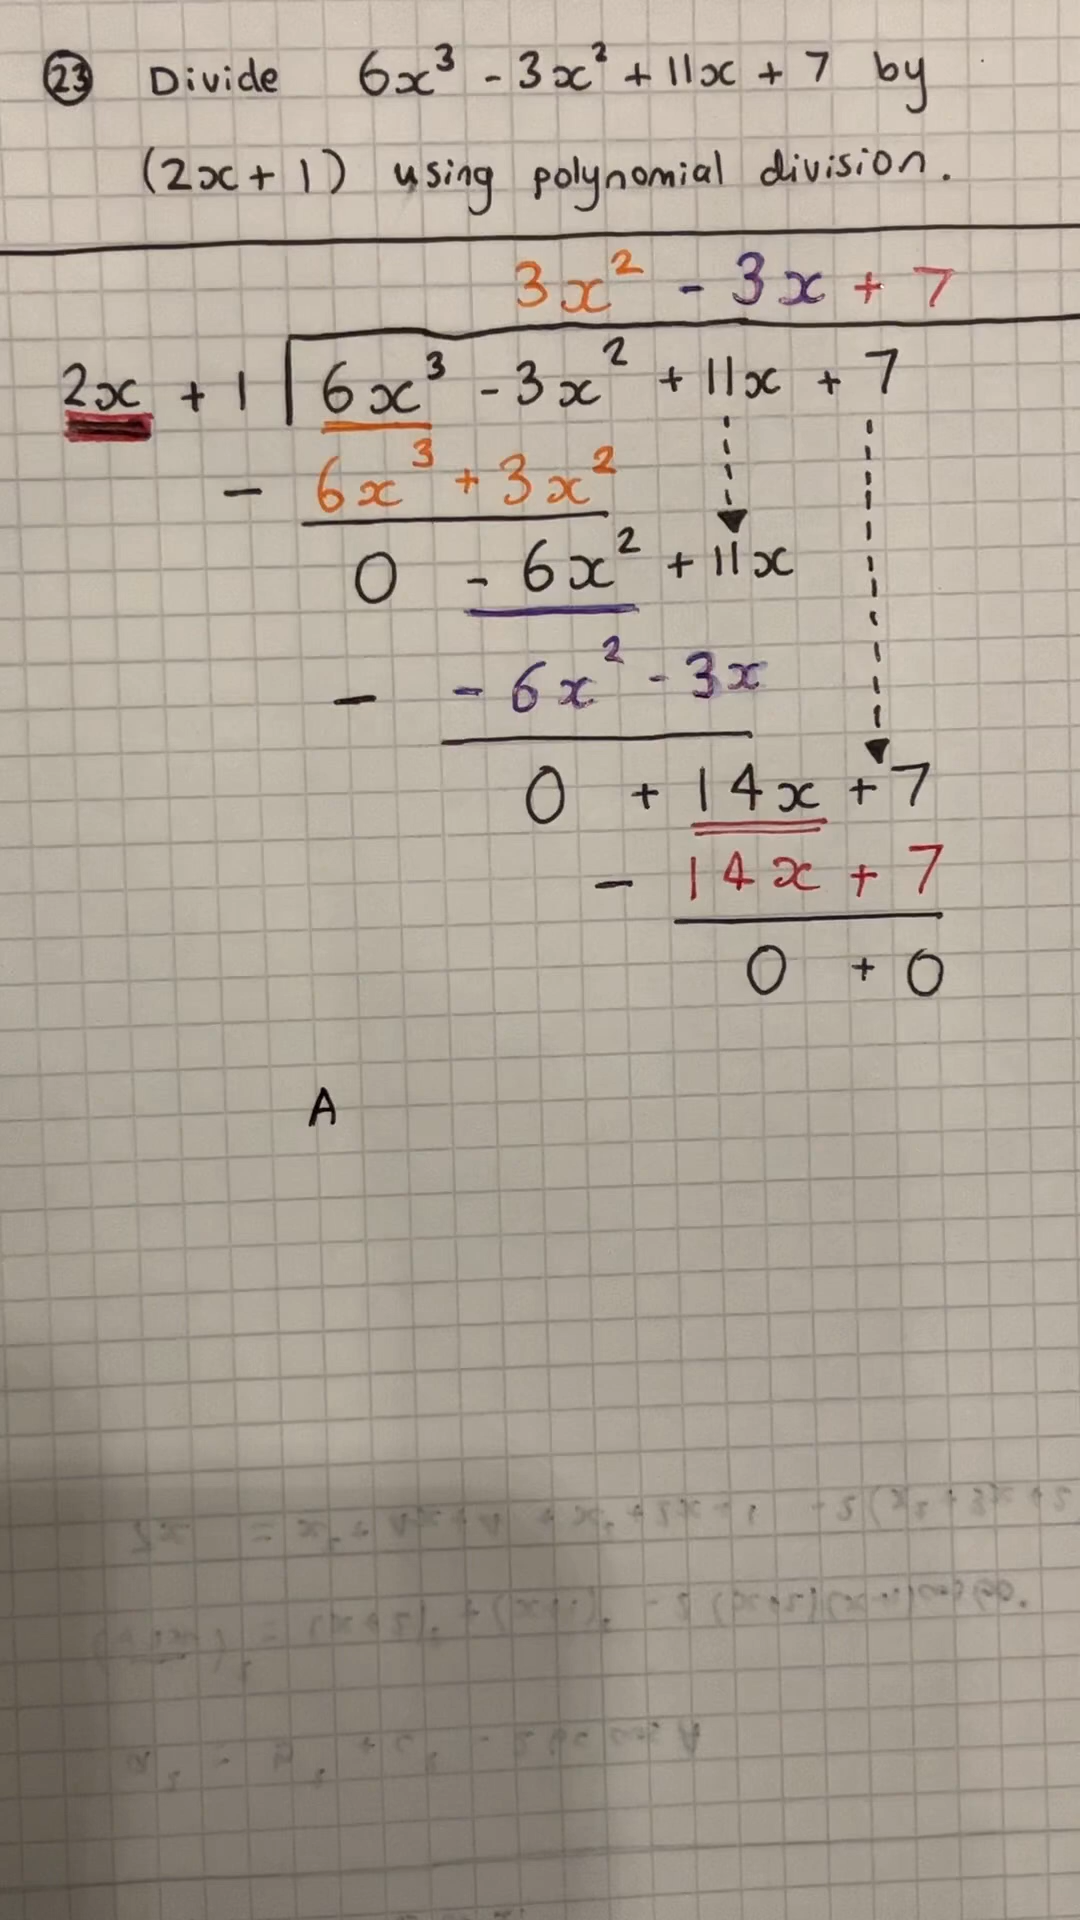 23 Divide 6x³ - 3x² + 11x + 7 by
(2x + 1) using polynomial division.
3x² - 3x + 7
2x + 1 6x³ - 3x² + 11x + 7
- 6x³ + 3x²
0 - 6x² + 11x
- - 6x² - 3x
0 + 14x + 7
- 14x + 7
0 + 0
A